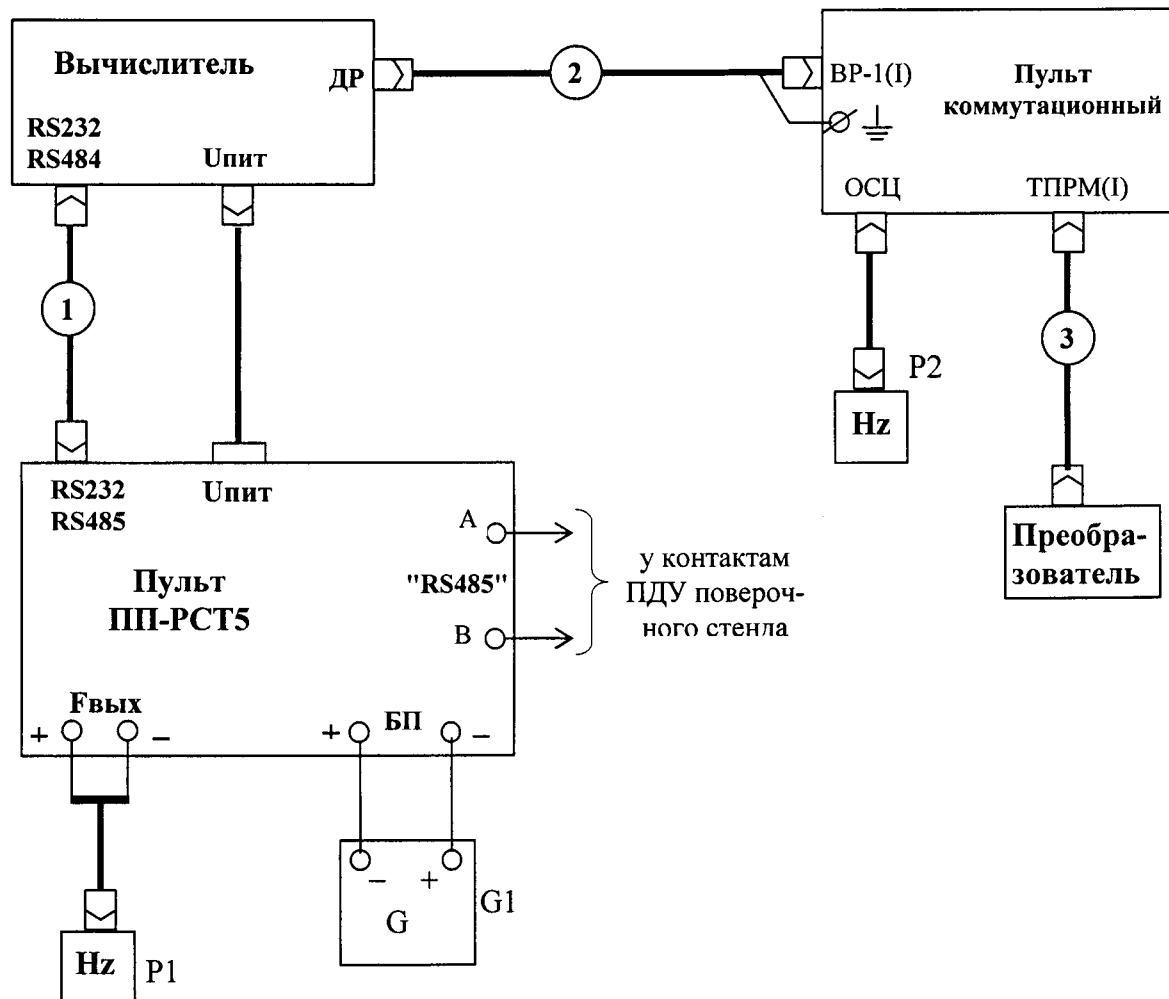 Вычислитель
ДР
RS232
RS484
Uпит
2
ВР-1(I)
Пульт
коммутационный
ОСЦ
ТПРМ(I)
1
3
P2
Hz
Преобра-
зователь
RS232
RS485
Uпит
A
"RS485"
B
у контактам
ПДУ повероч-
ного стенла
Пульт
ПП-РСТ5
Fвых
+
–
БП
+
–
–
+
G
G1
Hz
P1